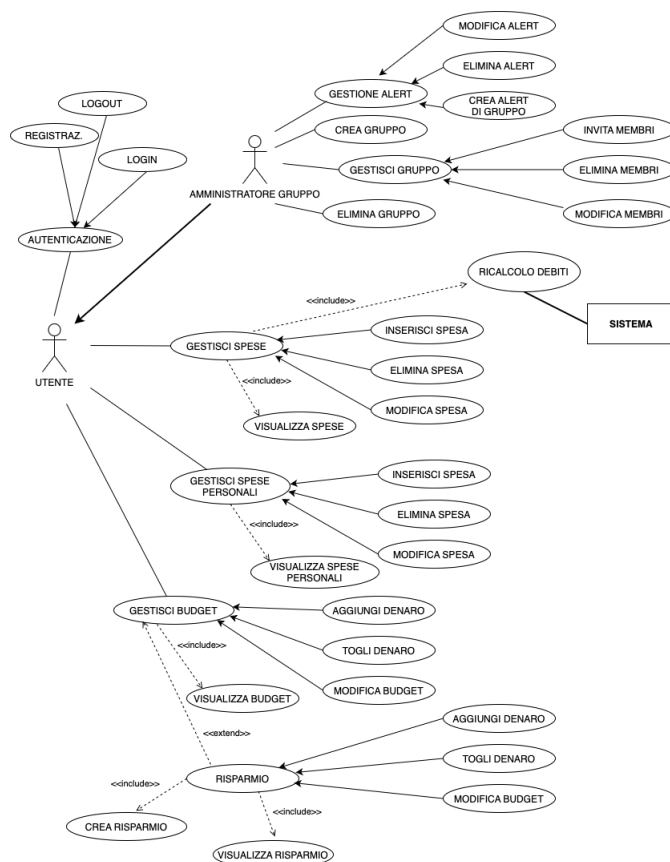 MODIFICA ALERT
ELIMINA ALERT
GESTIONE ALERT
CREA ALERT
DI GRUPPO
LOGOUT
REGISTRAZ.
LOGIN
CREA GRUPPO
INVITA MEMBRI
GESTISCI GRUPPO
ELIMINA MEMBRI
AMMINISTRATORE GRUPPO
ELIMINA GRUPPO
MODIFICA MEMBRI
AUTENTICAZIONE
RICALCOLO DEBITI
<<include>>
SISTEMA
INSERISCI SPESA
GESTISCI SPESE
ELIMINA SPESA
UTENTE
<<include>>
MODIFICA SPESA
VISUALIZZA SPESE
INSERISCI SPESA
GESTISCI SPESE
PERSONALI
ELIMINA SPESA
<<include>>
MODIFICA SPESA
VISUALIZZA SPESE
PERSONALI
GESTISCI BUDGET
AGGIUNGI DENARO
<<include>>
TOGLI DENARO
MODIFICA BUDGET
VISUALIZZA BUDGET
AGGIUNGI DENARO
<<extend>>
TOGLI DENARO
RISPARMIO
<<include>>
MODIFICA BUDGET
<<include>>
CREA RISPARMIO
VISUALIZZA RISPARMIO